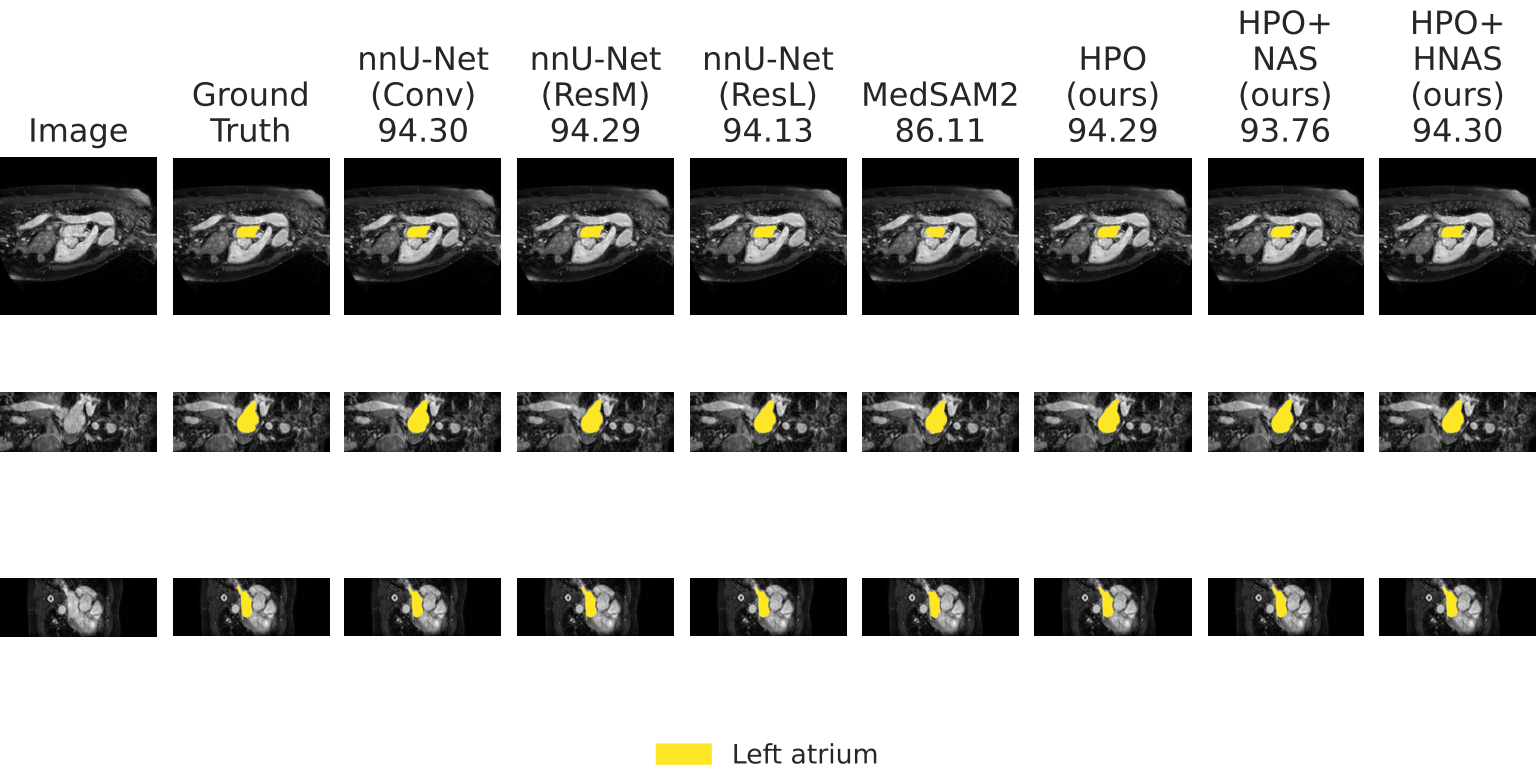 Image
Ground
Truth
nnU-Net
(Conv)
94.30
nnU-Net
(ResM)
94.29
nnU-Net
(ResL)
94.13
MedSAM2
86.11
HPO
(ours)
94.29
HPO+
NAS
(ours)
93.76
HPO+
HNAS
(ours)
94.30
Left atrium